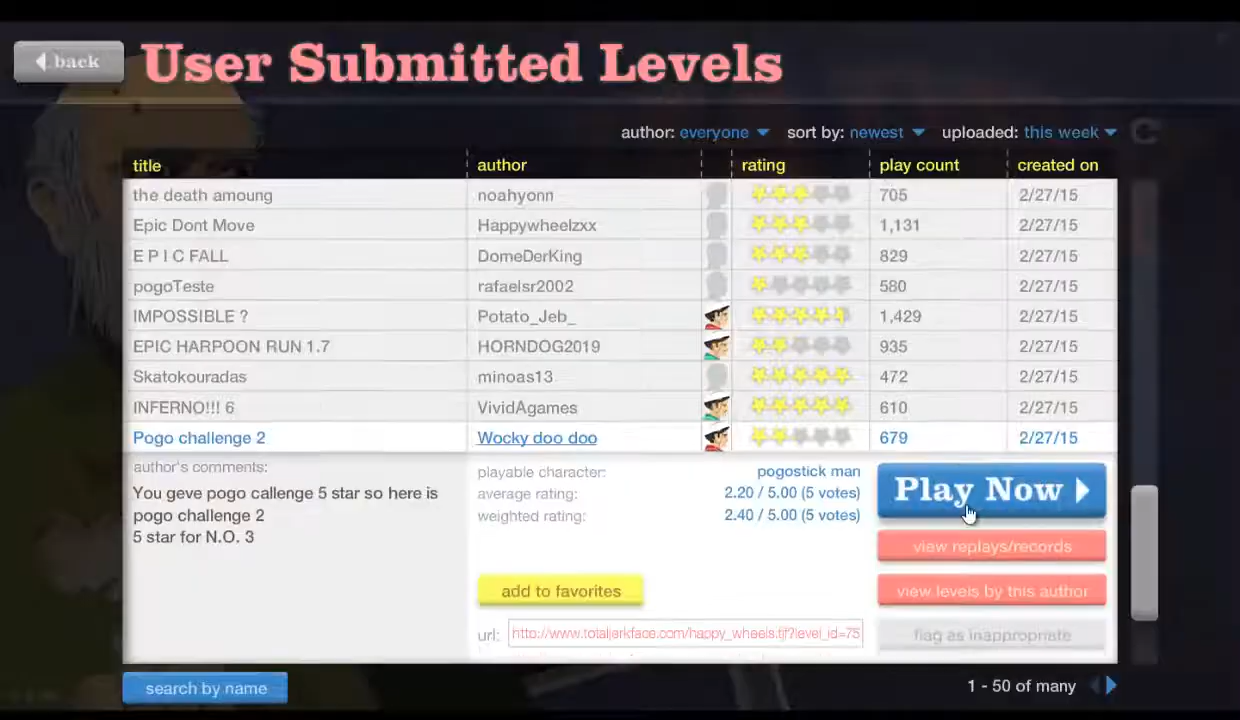 back
User Submitted Levels
author: everyone sort by: newest uploaded: this week
title author rating play count created on
the death amoung noahyonn 705 2/27/15
Epic Dont Move Happywheelzxx 1,131 2/27/15
E P I C FALL DomeDerKing 829 2/27/15
pogoTeste rafaelsr2002 580 2/27/15
IMPOSSIBLE ? Potato_Jeb_ 1,429 2/27/15
EPIC HARPOON RUN 1.7 HORNDOG2019 935 2/27/15
Skatokouradas minoas13 472 2/27/15
INFERNO!!! 6 VividAgames 610 2/27/15
Pogo challenge 2 Wocky doo doo 679 2/27/15
author's comments:
You geve pogo callenge 5 star so here is
pogo challenge 2
5 star for N.O. 3
playable character: pogostick man
average rating: 2.20 / 5.00 (5 votes)
weighted rating: 2.40 / 5.00 (5 votes)
add to favorites
url: http://www.totaljerkface.com/happy_wheels.tjf?level_id=75
Play Now
view replays/records
view levels by this author
flag as inappropriate
search by name
1 - 50 of many